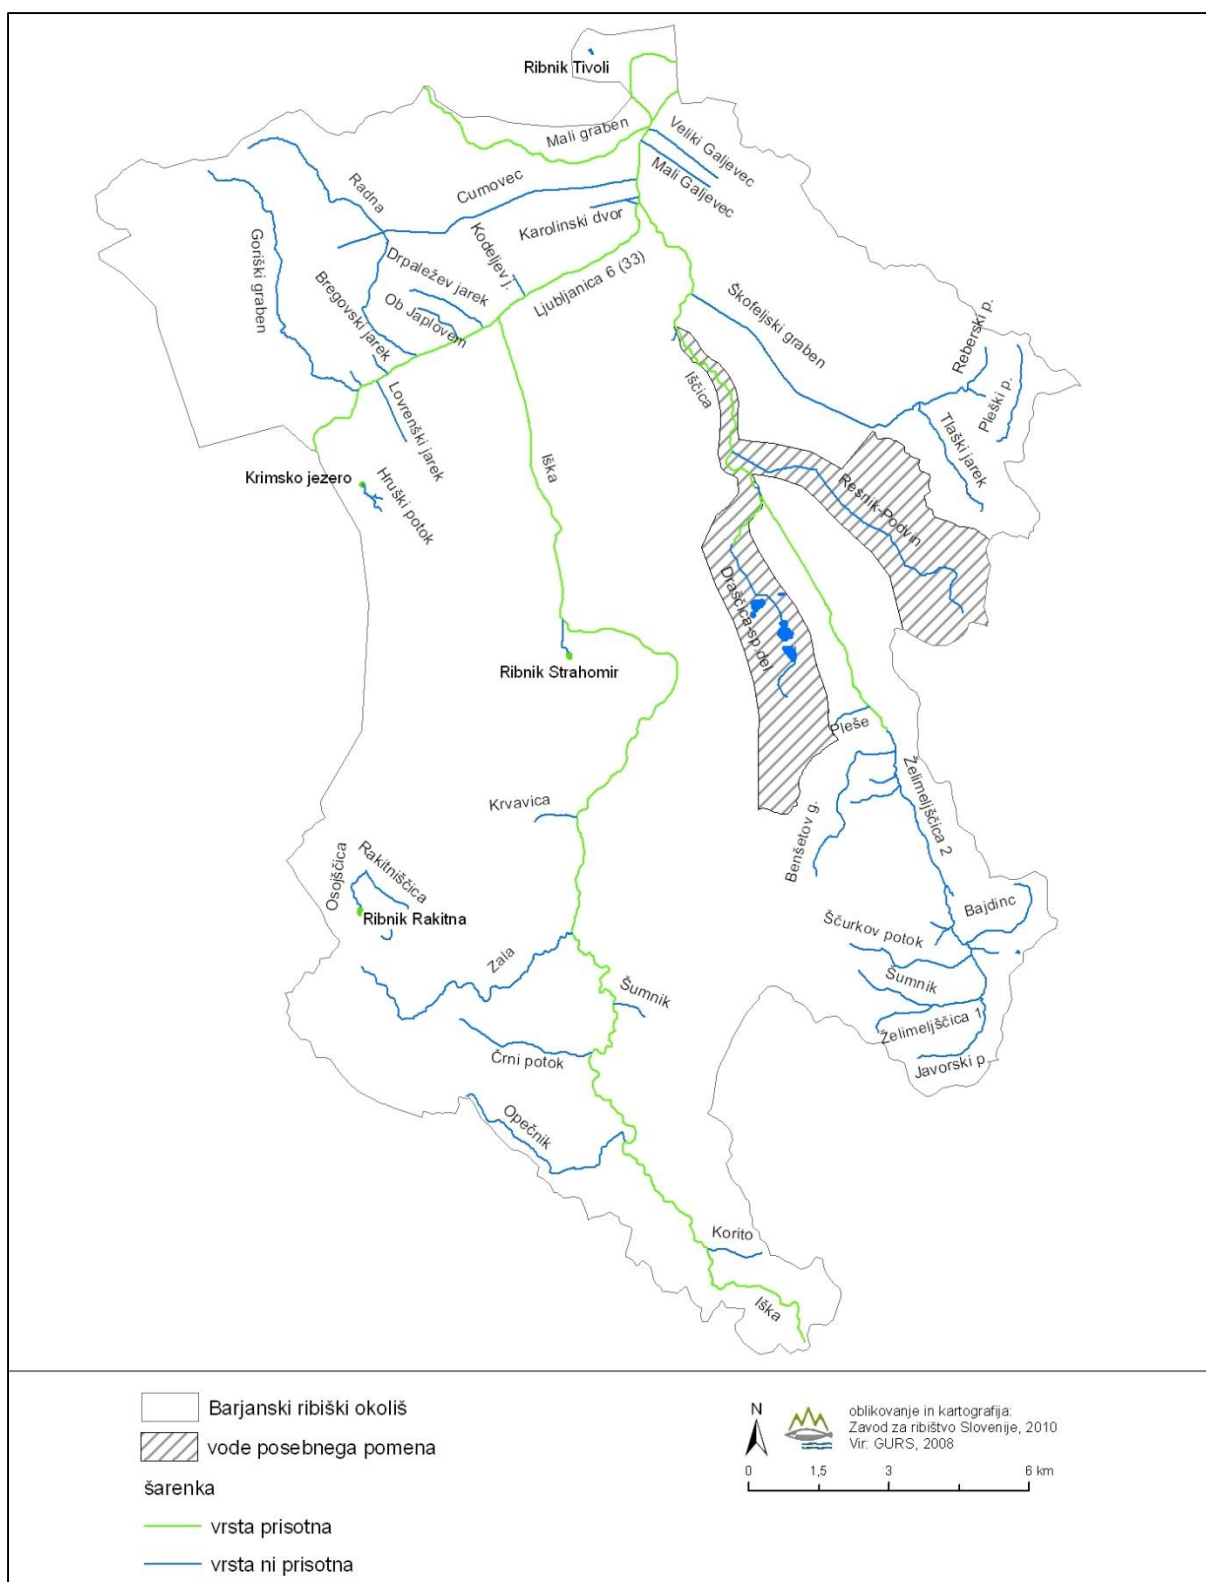 Ribnik Tivoli
Mali graben
Veliki Galjevec
Mali Galjevec
Radna
Cumovec
Karolinski dvor
Kodeljev j.
Goriški graben
Drpaležev jarek
Ljubljanica 6 (33)
Bregovski jarek
Ob Japlovem
Škofeljski graben
Reberski p.
Pleški p.
Iščica
Lovrenški jarek
Tlaški jarek
Iška
Krimsko jezero
Hruški potok
Resnik-Podvin
Draščica-sp.del
Ribnik Strahomir
Pleše
Želimeljščica 2
Krvavica
Benšetov g.
Osojščica
Rakitniščica
Ribnik Rakitna
Bajdinc
Ščurkov potok
Zala
Šumnik
Šumnik
Želimeljščica 1
Črni potok
Javorski p.
Opečnik
Korito
Iška
Barjanski ribiški okoliš
vode posebnega pomena
šarenka
vrsta prisotna
vrsta ni prisotna
N
oblikovanje in kartografija:
Zavod za ribištvo Slovenije, 2010
Vir: GURS, 2008
0 1,5 3 6 km